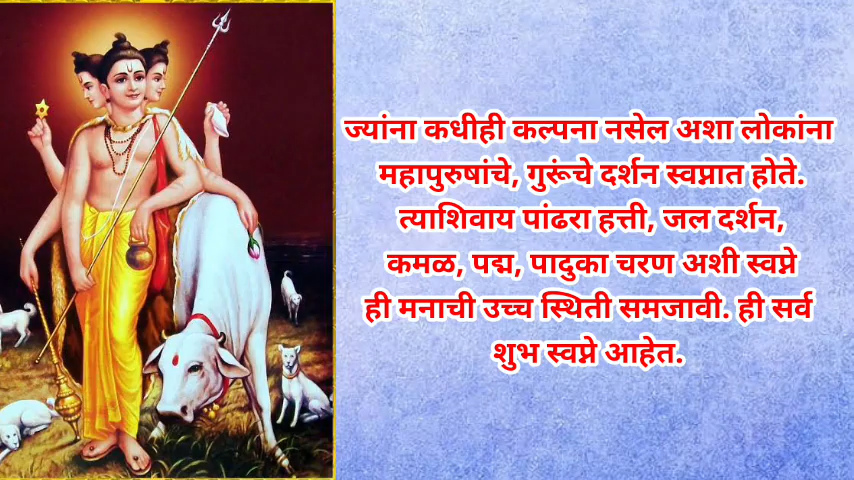 ज्यांना कधीही कल्पना नसेल अशा लोकांना
महापुरुषांचे, गुरूंचे दर्शन स्वप्नात होते.
त्याशिवाय पांढरा हत्ती, जल दर्शन,
कमळ, पद्म, पादुका चरण अशी स्वप्ने
ही मनाची उच्च स्थिती समजावी. ही सर्व
शुभ स्वप्ने आहेत.